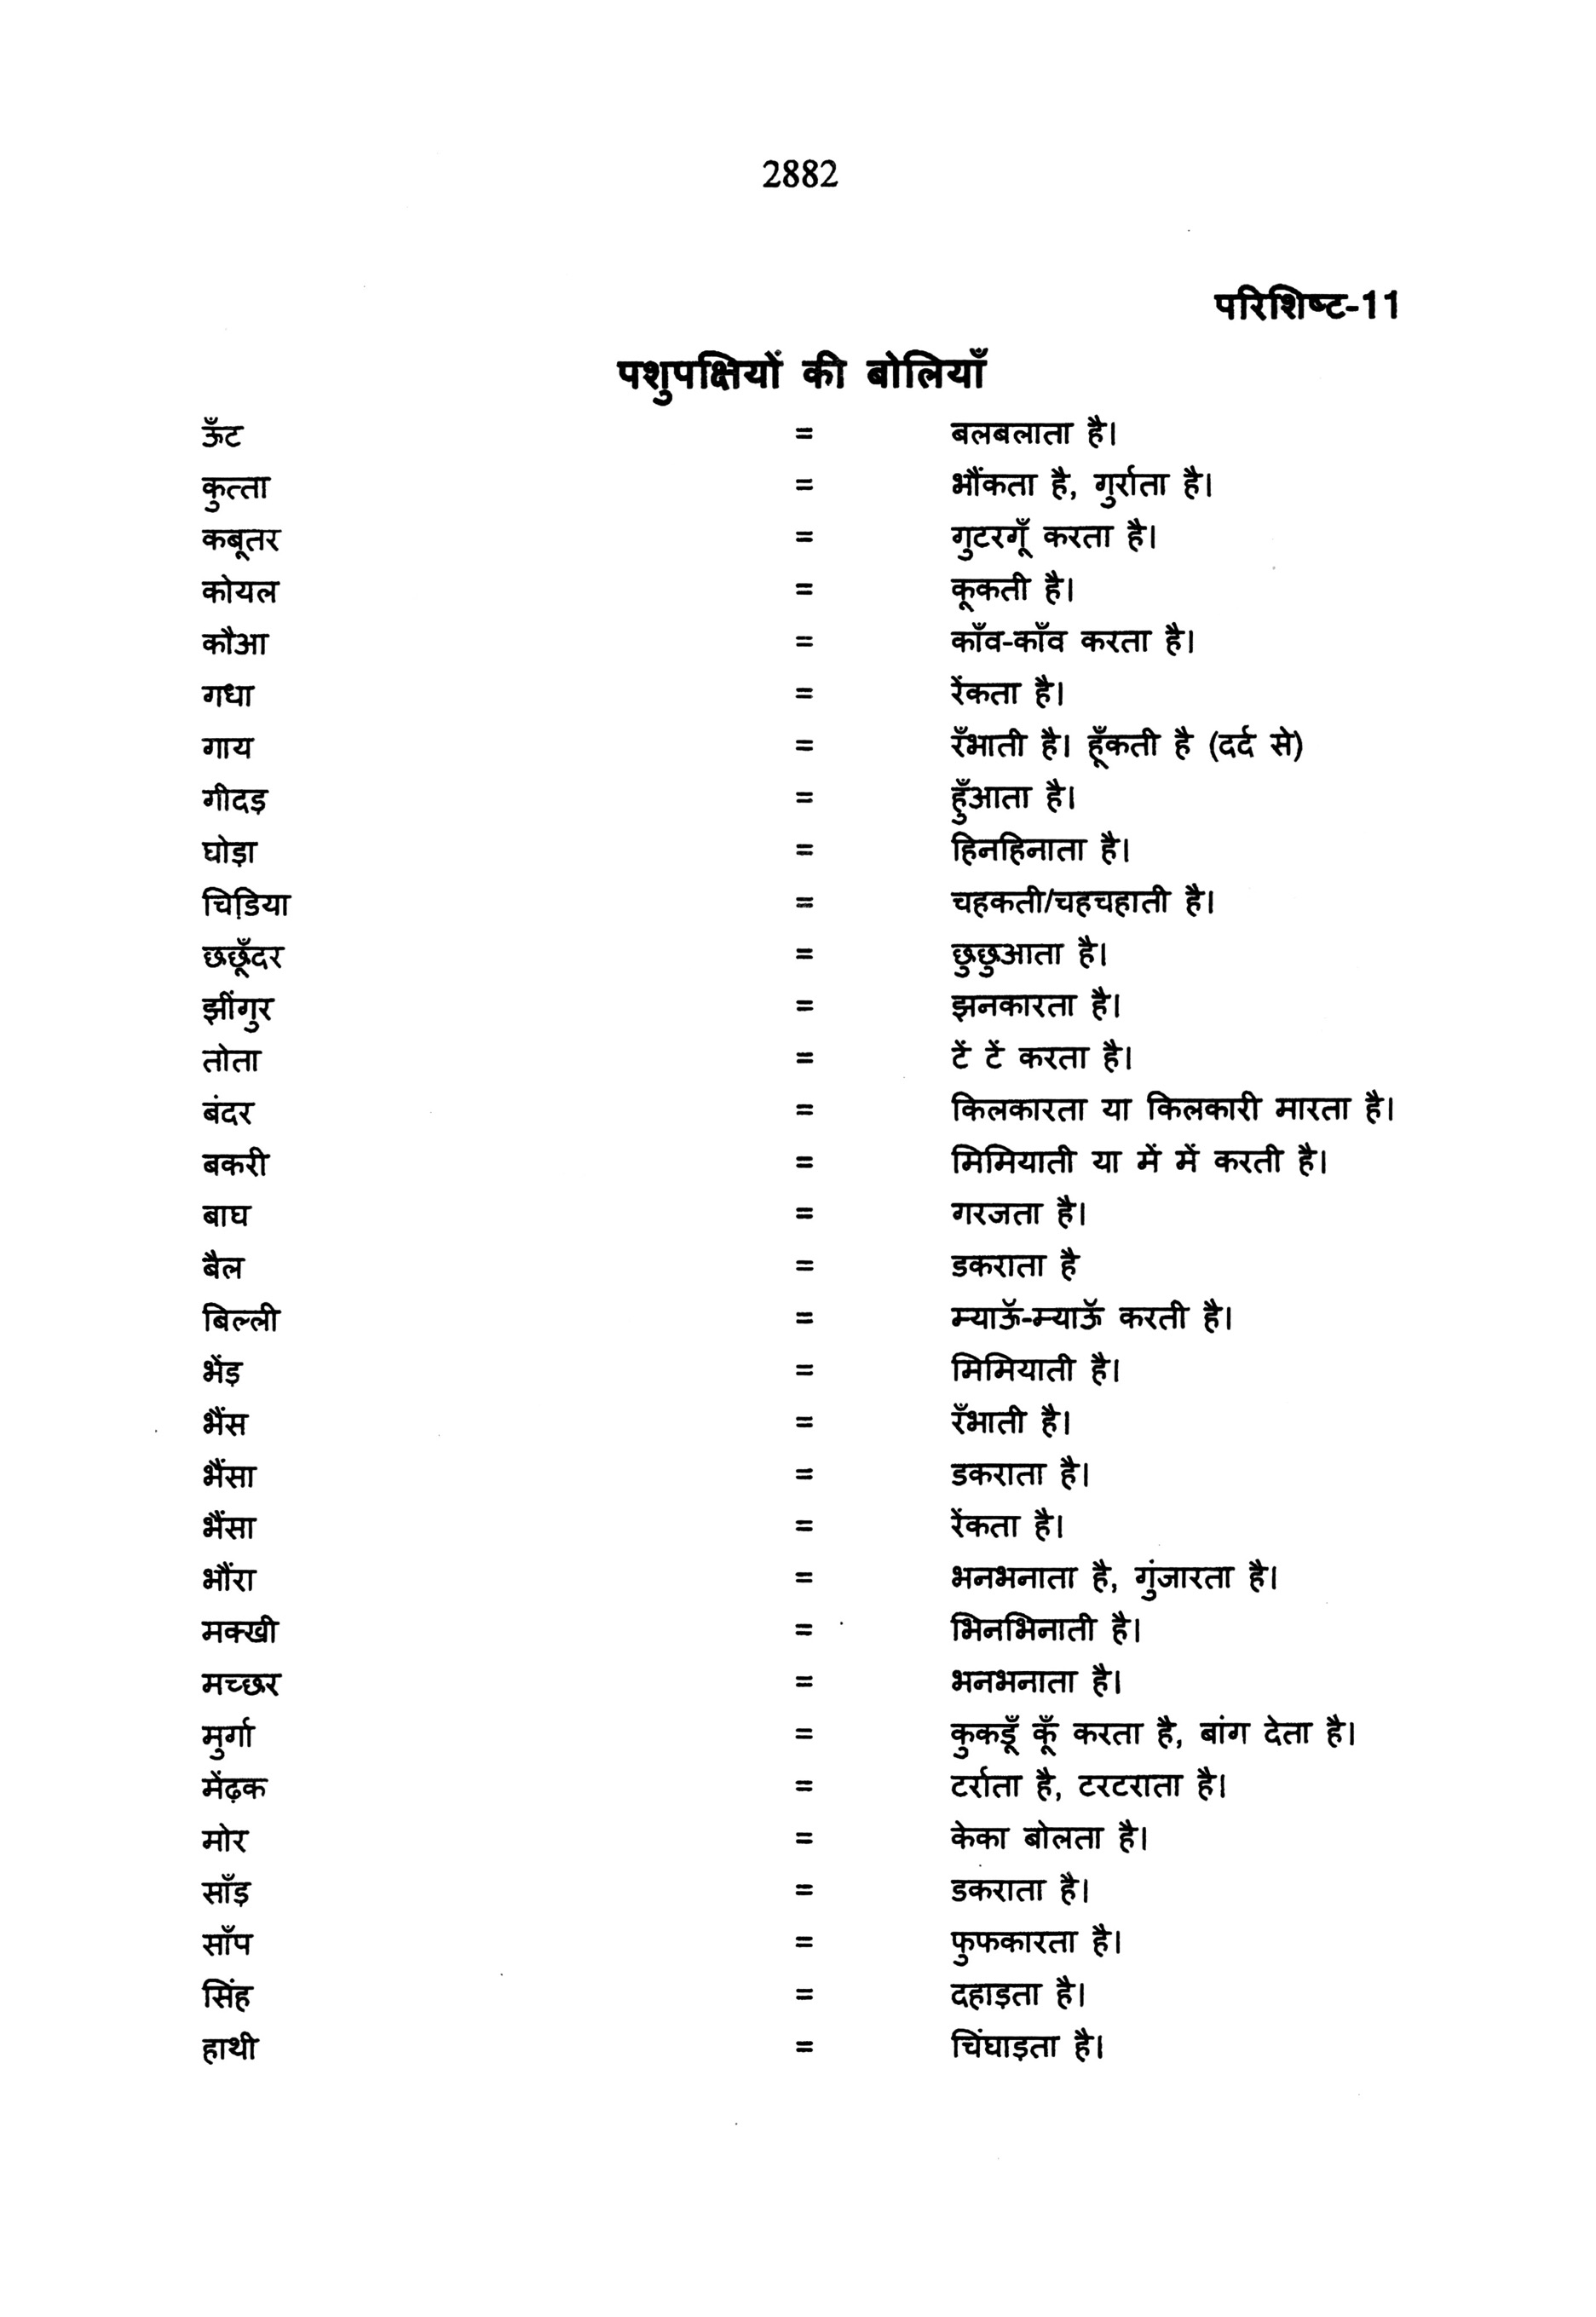 2882
परिशिष्ट-11
पशुपक्षियों की बोलियाँ
ऊँट = बलबलाता है।
कुत्ता = भौंकता है, गुर्राता है।
कबूतर = गुटरगूँ करता है।
कोयल = कूकती है।
कौआ = काँव-काँव करता है।
गधा = रेंकता है।
गाय = रँभाती है। हूँकती है (दर्द से)
गीदड़ = हुँआता है।
घोड़ा = हिनहिनाता है।
चिड़िया = चहकती/चहचहाती है।
छछूँदर = छुछुआता है।
झींगुर = झनकारता है।
तोता = टें टें करता है।
बंदर = किलकारता या किलकारी मारता है।
बकरी = मिमियाती या में में करती है।
बाघ = गरजता है।
बैल = डकराता है
बिल्ली = म्याऊँ-म्याऊँ करती है।
भेंड़ = मिमियाती है।
भैंस = रँभाती है।
भैंसा = डकराता है।
भैंसा = रेंकता है।
भौंरा = भनभनाता है, गुंजारता है।
मक्खी = भिनभिनाती है।
मच्छर = भनभनाता है।
मुर्गा = कुकड़ूँ कूँ करता है, बांग देता है।
मेंढ़क = टर्राता है, टरटराता है।
मोर = केका बोलता है।
साँड़ = डकराता है।
साँप = फुफकारता है।
सिंह = दहाड़ता है।
हाथी = चिंघाड़ता है।